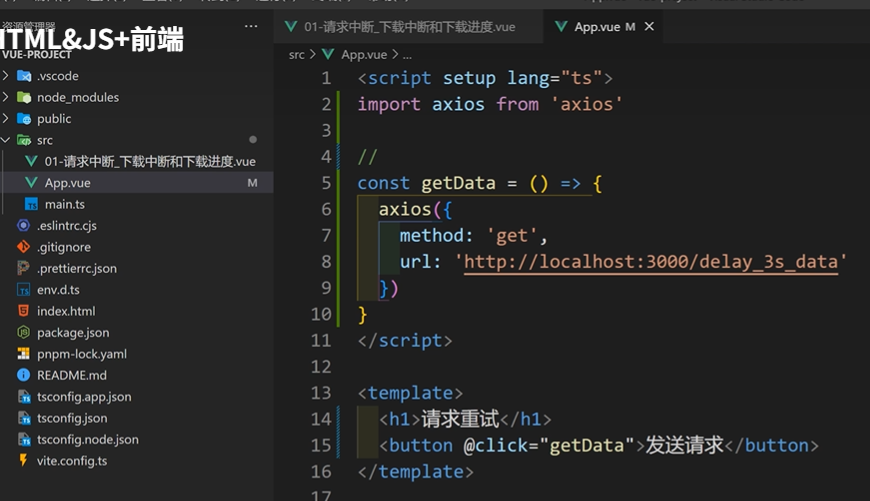 资源管理器
HTML&JS+前端
VUE-PROJECT
.vscode
node_modules
public
src
01-请求中断_下载中断和下载进度.vue
App.vue M
main.ts
.eslintrc.cjs
.gitignore
.prettierrc.json
env.d.ts
index.html
package.json
pnpm-lock.yaml
README.md
tsconfig.app.json
tsconfig.json
tsconfig.node.json
vite.config.ts
01-请求中断_下载中断和下载进度.vue
App.vue M ×
src > App.vue > ...
1 <script setup lang="ts">
2 import axios from 'axios'
3
4 //
5 const getData = () => {
6 axios({
7 method: 'get',
8 url: 'http://localhost:3000/delay_3s_data'
9 })
10 }
11 </script>
12
13 <template>
14 <h1>请求重试</h1>
15 <button @click="getData">发送请求</button>
16 </template>
17